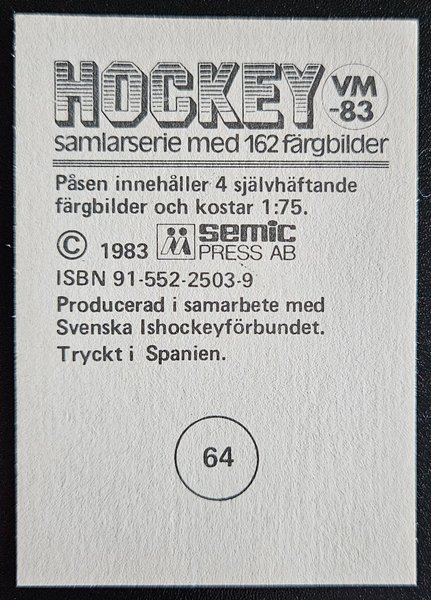 HOCKEY VM
-83
samlarserie med 162 färgbilder
Påsen innehåller 4 självhäftande
färgbilder och kostar 1:75.
© 1983 semic
PRESS AB
ISBN 91-552-2503-9
Producerad i samarbete med
Svenska Ishockeyförbundet.
Tryckt i Spanien.
64